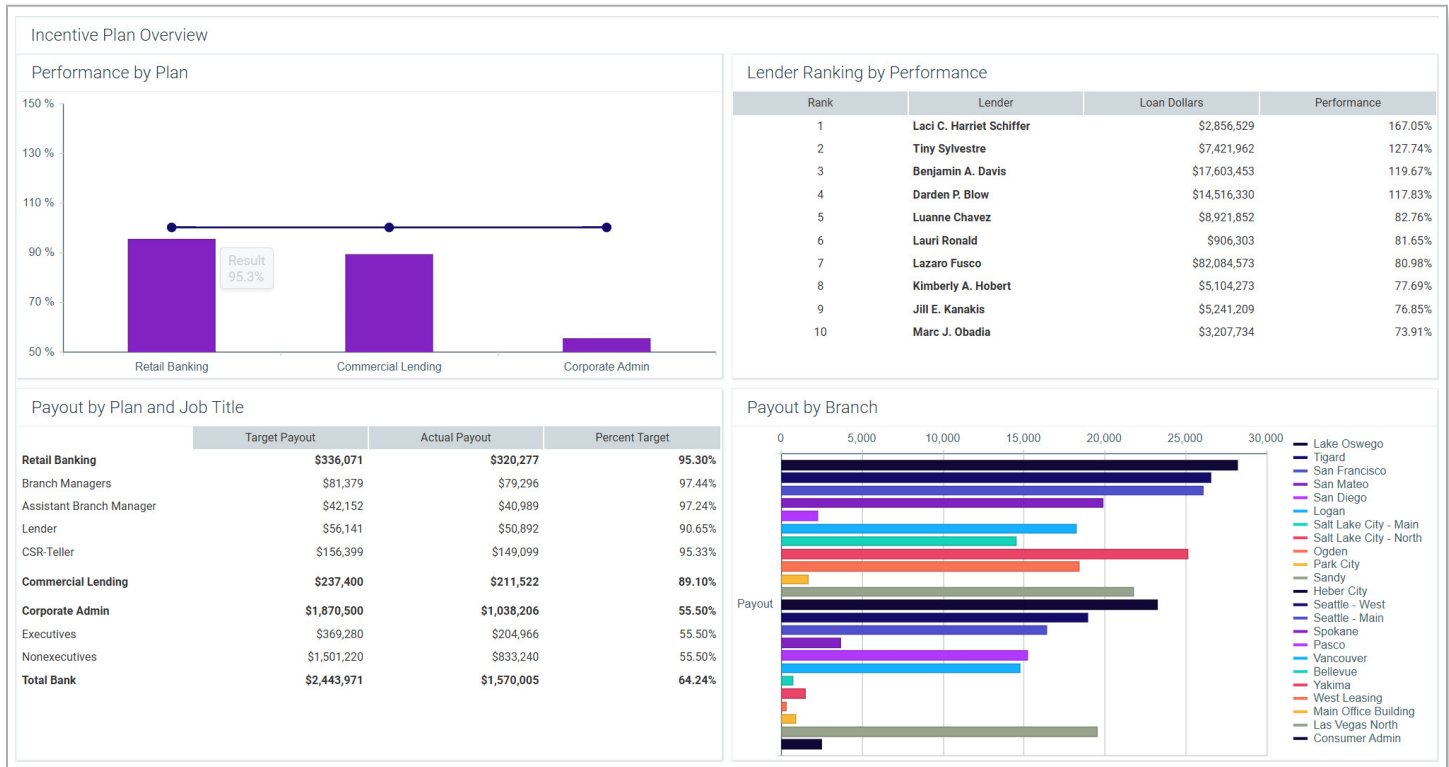 Incentive Plan Overview
Performance by Plan
150 %
130 %
110 %
90 %
70 %
50 %
Result
95.3%
Retail Banking Commercial Lending Corporate Admin
Lender Ranking by Performance
Rank Lender Loan Dollars Performance
1 Laci C. Harriet Schiffer $2,856,529 167.05%
2 Tiny Sylvestre $7,421,962 127.74%
3 Benjamin A. Davis $17,603,453 119.67%
4 Darden P. Blow $14,516,330 117.83%
5 Luanne Chavez $8,921,852 82.76%
6 Lauri Ronald $906,303 81.65%
7 Lazaro Fusco $82,084,573 80.98%
8 Kimberly A. Hobert $5,104,273 77.69%
9 Jill E. Kanakis $5,241,209 76.85%
10 Marc J. Obadia $3,207,734 73.91%
Payout by Plan and Job Title
Target Payout Actual Payout Percent Target
Retail Banking $336,071 $320,277 95.30%
Branch Managers $81,379 $79,296 97.44%
Assistant Branch Manager $42,152 $40,989 97.24%
Lender $56,141 $50,892 90.65%
CSR-Teller $156,399 $149,099 95.33%
Commercial Lending $237,400 $211,522 89.10%
Corporate Admin $1,870,500 $1,038,206 55.50%
Executives $369,280 $204,966 55.50%
Nonexecutives $1,501,220 $833,240 55.50%
Total Bank $2,443,971 $1,570,005 64.24%
Payout by Branch
0 5,000 10,000 15,000 20,000 25,000 30,000
Payout
Lake Oswego
Tigard
San Francisco
San Mateo
San Diego
Logan
Salt Lake City - Main
Salt Lake City - North
Ogden
Park City
Sandy
Heber City
Seattle - West
Seattle - Main
Spokane
Pasco
Vancouver
Bellevue
Yakima
West Leasing
Main Office Building
Las Vegas North
Consumer Admin